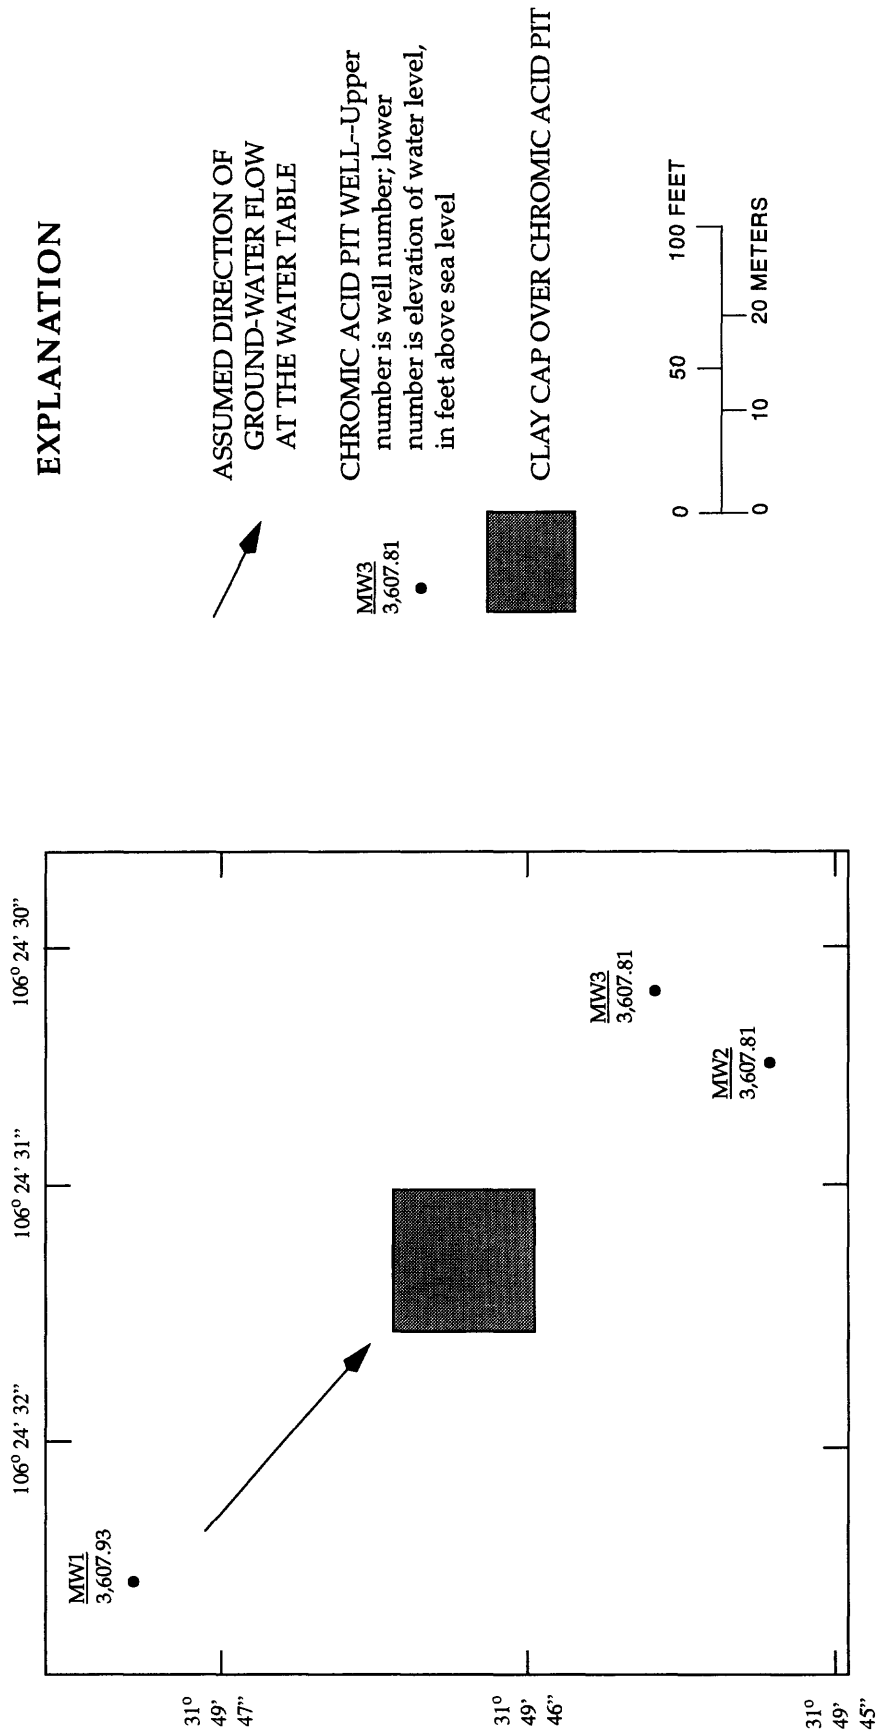 EXPLANATION
ASSUMED DIRECTION OF
GROUND-WATER FLOW
AT THE WATER TABLE
MW3
3,607.81
CHROMIC ACID PIT WELL--Upper
number is well number; lower
number is elevation of water level,
in feet above sea level
CLAY CAP OVER CHROMIC ACID PIT
0 50 100 FEET
0 10 20 METERS
106° 24' 32" 106° 24' 31" 106° 24' 30"
31°
49'
47"
31°
49'
46"
31°
49'
45"
MW1
3,607.93
MW3
3,607.81
MW2
3,607.81